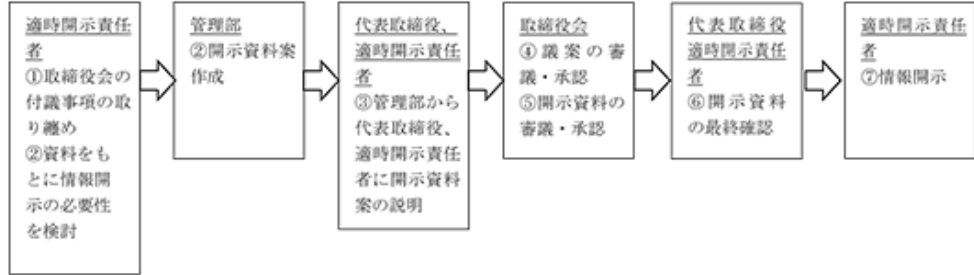 適時開示責任
者
①取締役会の
付議事項の取
り纏め
②資料をも
とに情報開
示の必要性
を検討
管理部
②開示資料案
作成
代表取締役、
適時開示責任
者
③管理部から
代表取締役、
適時開示責任
者に開示資料
案の説明
取締役会
④議案の審
議・承認
⑤開示資料の
審議・承認
代表取締役
適時開示責任
者
⑥開示資料
の最終確認
適時開示責任
者
⑦情報開示